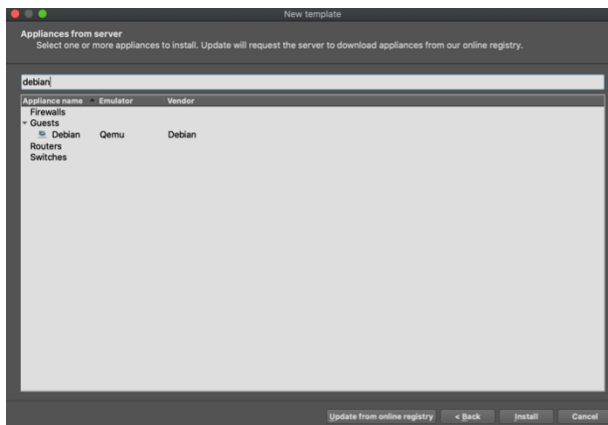 New template
Appliances from server
Select one or more appliances to install. Update will request the server to download appliances from our online registry.
debian
Appliance name Emulator Vendor
Firewalls
Guests
Debian Qemu Debian
Routers
Switches
Update from online registry < Back Install Cancel